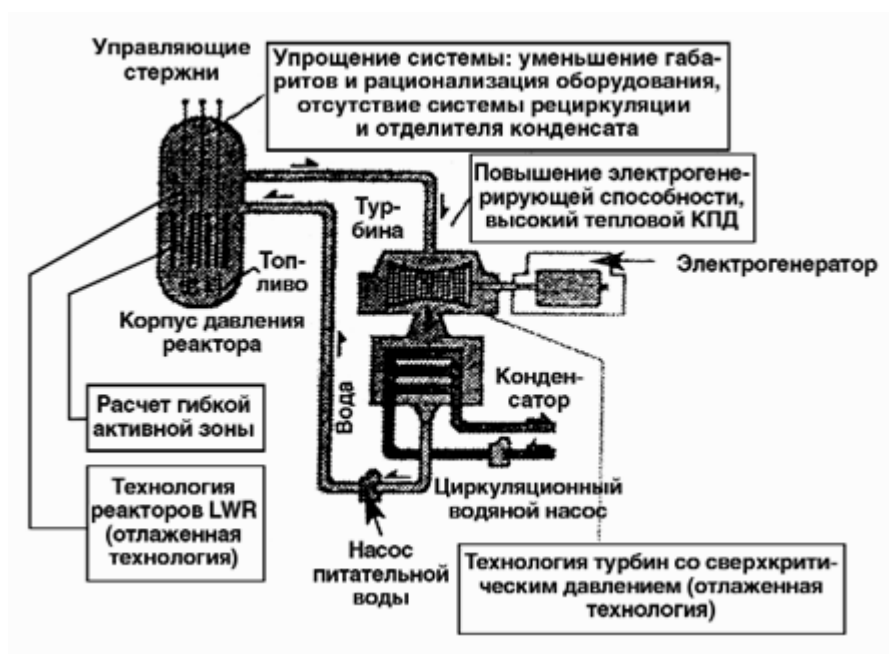 Управляющие
стержни
Упрощение системы: уменьшение габа-
ритов и рационализация оборудования,
отсутствие системы рециркуляции
и отделителя конденсата
Повышение электрогене-
рирующей способности,
высокий тепловой КПД
Тур-
бина
Электрогенератор
Топ-
ливо
Корпус давления
реактора
Вода
Конден-
сатор
Расчет гибкой
активной зоны
Технология
реакторов LWR
(отлаженная
технология)
Циркуляционный
водяной насос
Насос
питательной
воды
Технология турбин со сверхкрити-
ческим давлением (отлаженная
технология)